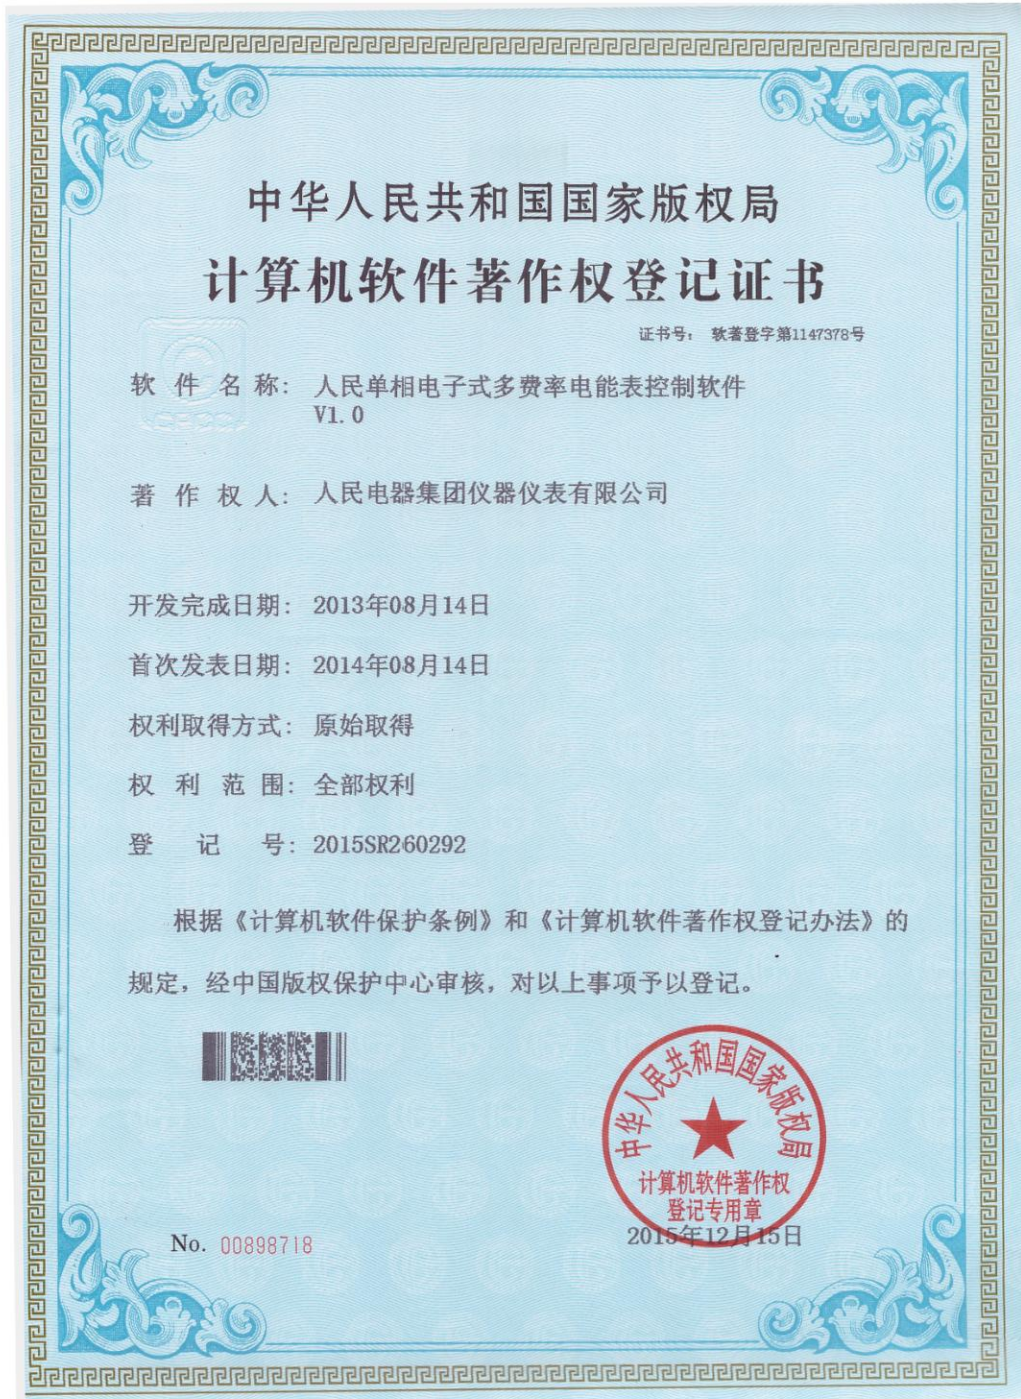 中华人民共和国国家版权局
计算机软件著作权登记证书
证书号： 软著登字第1147378号
软件名称： 人民单相电子式多费率电能表控制软件
V1.0
著作权人： 人民电器集团仪器仪表有限公司
开发完成日期： 2013年08月14日
首次发表日期： 2014年08月14日
权利取得方式： 原始取得
权利范围： 全部权利
登记号： 2015SR260292
根据《计算机软件保护条例》和《计算机软件著作权登记办法》的
规定，经中国版权保护中心审核，对以上事项予以登记。
中华人民共和国国家版权局
计算机软件著作权
登记专用章
No. 00898718
2015年12月15日